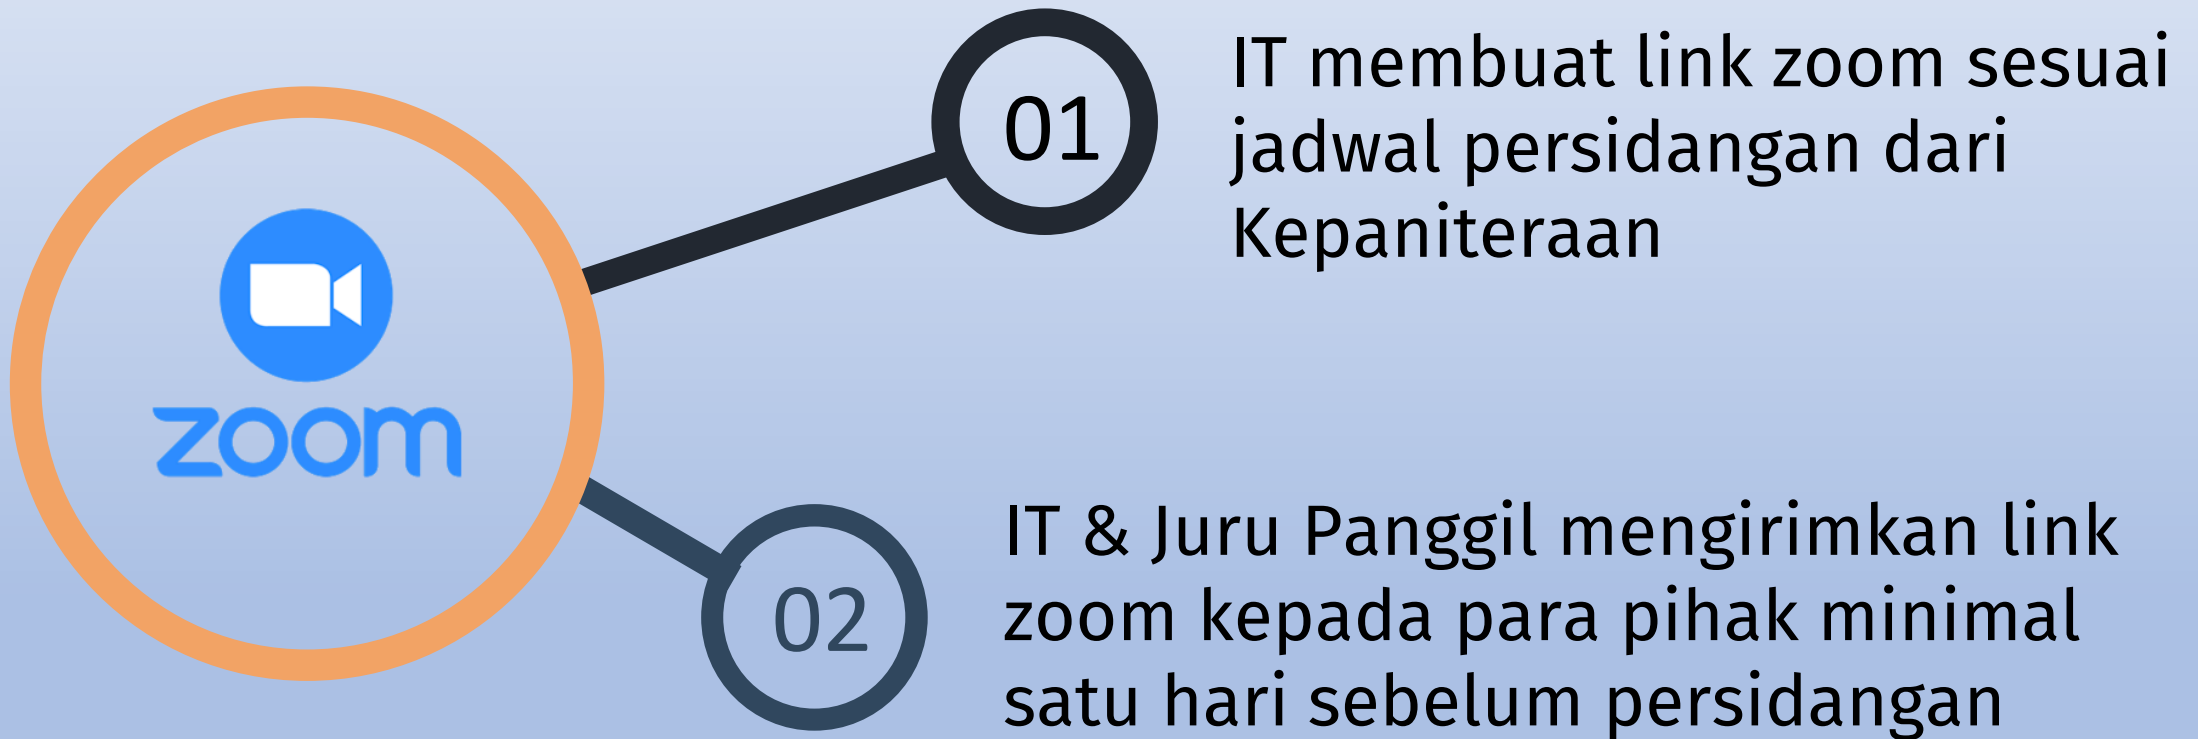 01
IT membuat link zoom sesuai
jadwal persidangan dari
Kepaniteraan
zoom
02
IT & Juru Panggil mengirimkan link
zoom kepada para pihak minimal
satu hari sebelum persidangan